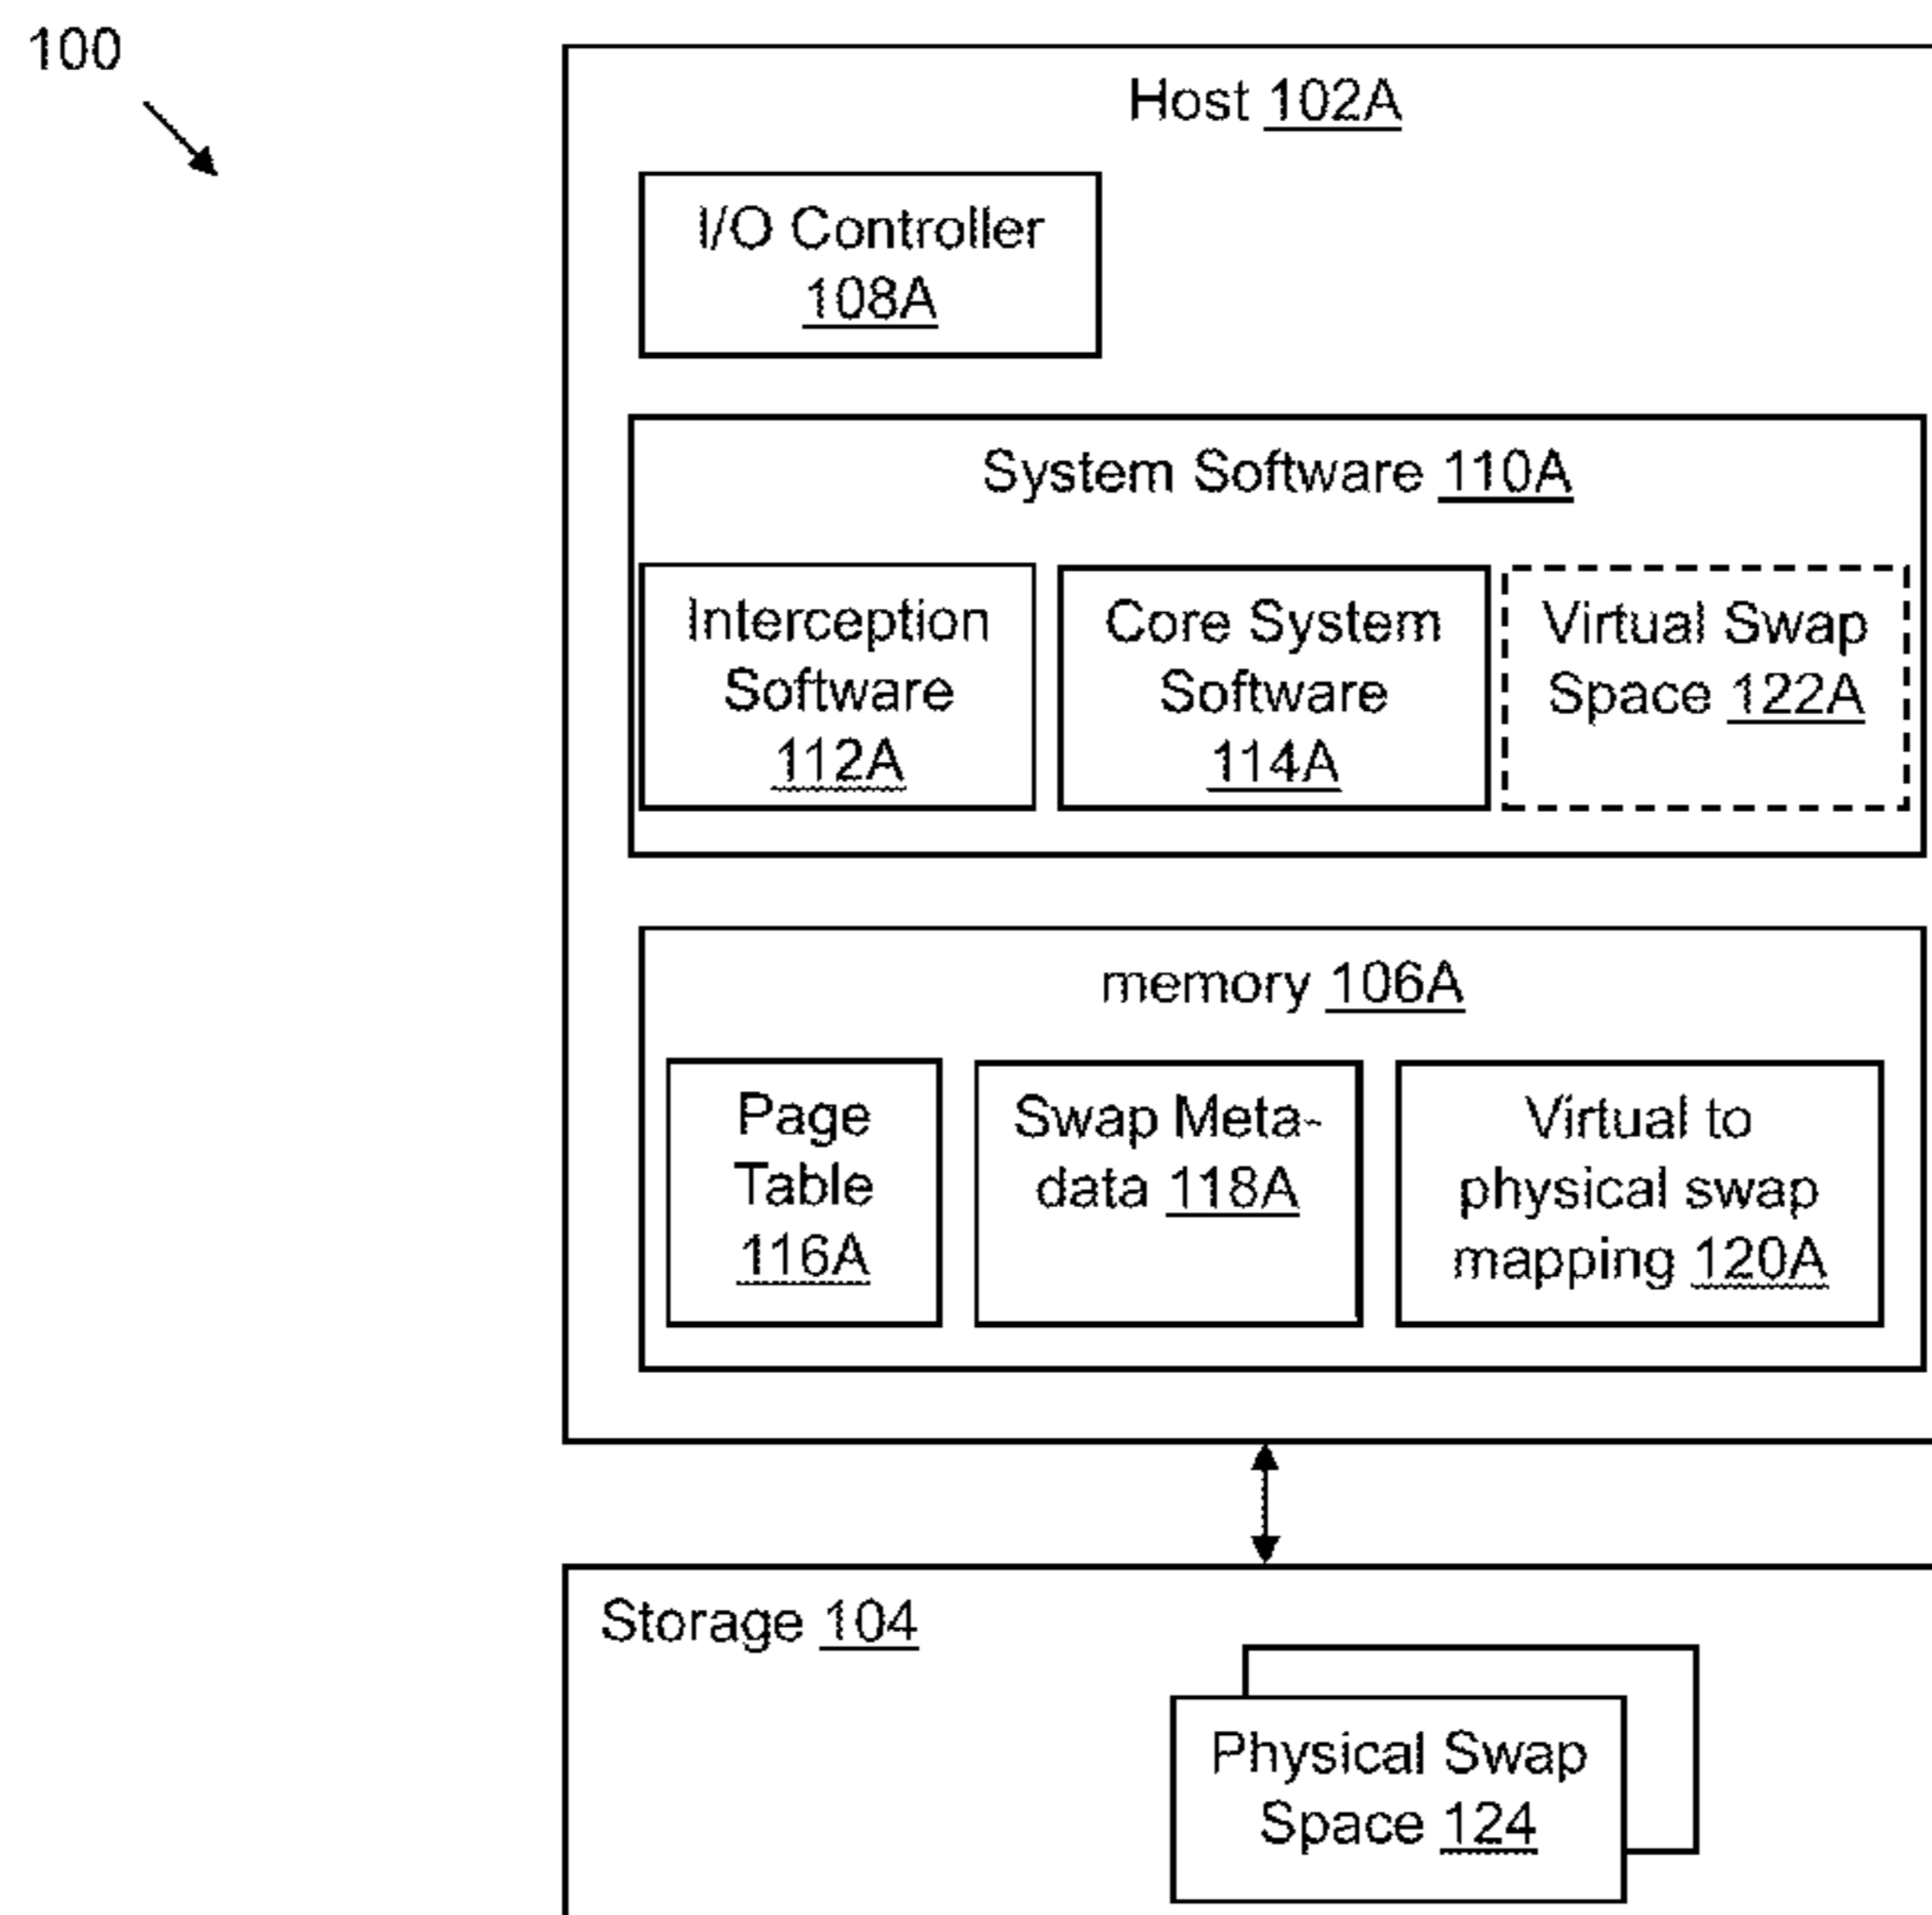 100
Host 102A
I/O Controller
108A
System Software 110A
Interception
Software
112A
Core System
Software
114A
Virtual Swap
Space 122A
memory 106A
Page
Table
116A
Swap Meta-
data 118A
Virtual to
physical swap
mapping 120A
Storage 104
Physical Swap
Space 124